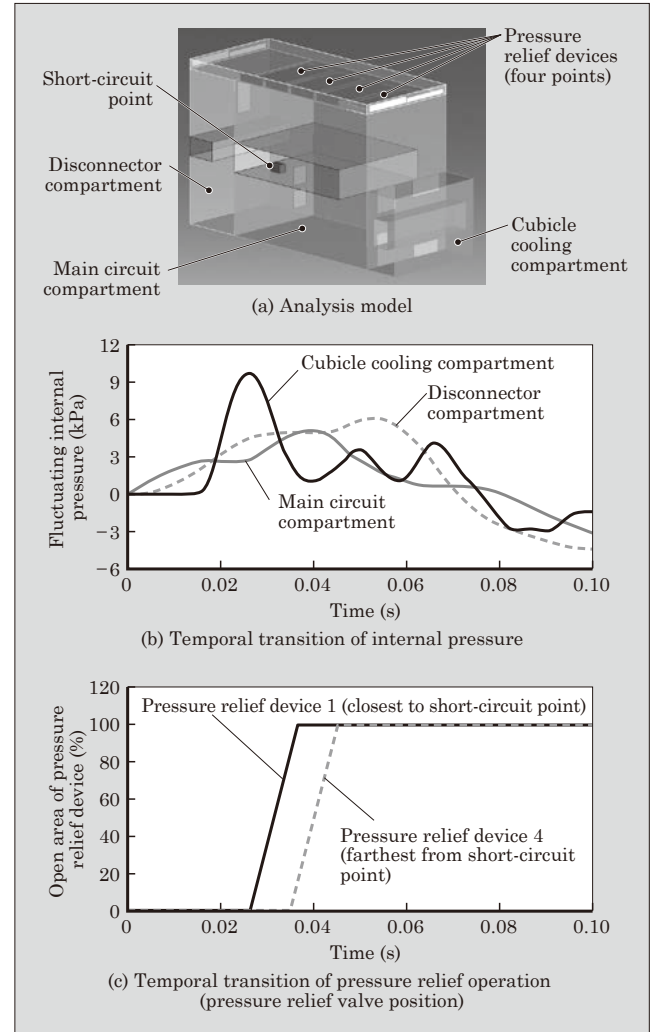 Pressure
relief devices
(four points)
Short-circuit
point
Disconnector
compartment
Main circuit
compartment
Cubicle
cooling
compartment
(a) Analysis model
Fluctuating internal
pressure (kPa)
12
9
6
3
0
−3
−6
Cubicle cooling compartment
Disconnector
compartment
Main circuit
compartment
0
0.02
0.04
0.06
0.08
0.10
Time (s)
(b) Temporal transition of internal pressure
Open area of pressure
relief device (%)
120
100
80
60
40
20
0
Pressure relief device 1 (closest to short-circuit point)
Pressure relief device 4
(farthest from short-circuit
point)
0
0.02
0.04
0.06
0.08
0.10
Time (s)
(c) Temporal transition of pressure relief operation
(pressure relief valve position)